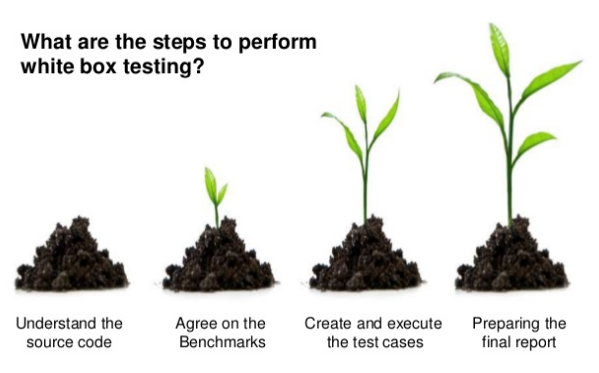 What are the steps to perform
white box testing?
Understand the
source code
Agree on the
Benchmarks
Create and execute
the test cases
Preparing the
final report